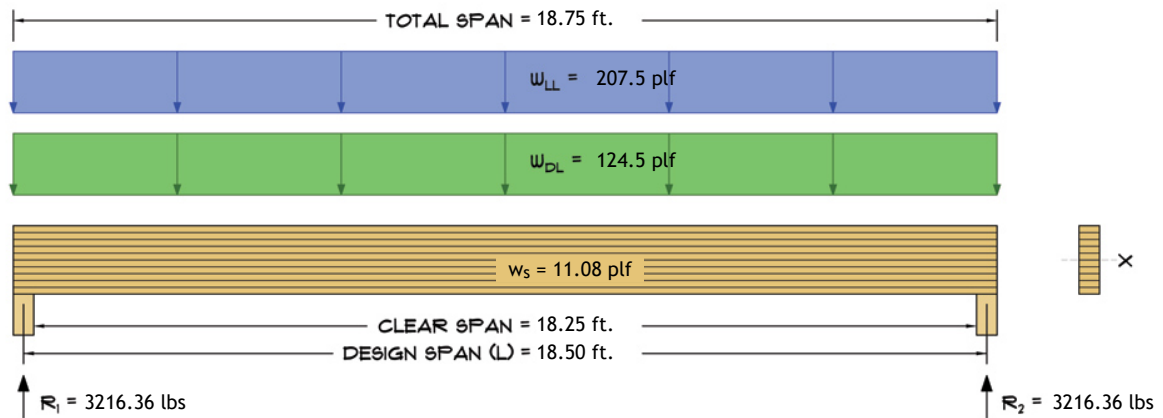 TOTAL SPAN = 18.75 ft.
WLL = 207.5 plf
WDL = 124.5 plf
ws = 11.08 plf
X
CLEAR SPAN = 18.25 ft.
DESIGN SPAN (L) = 18.50 ft.
R1 = 3216.36 lbs
R2 = 3216.36 lbs